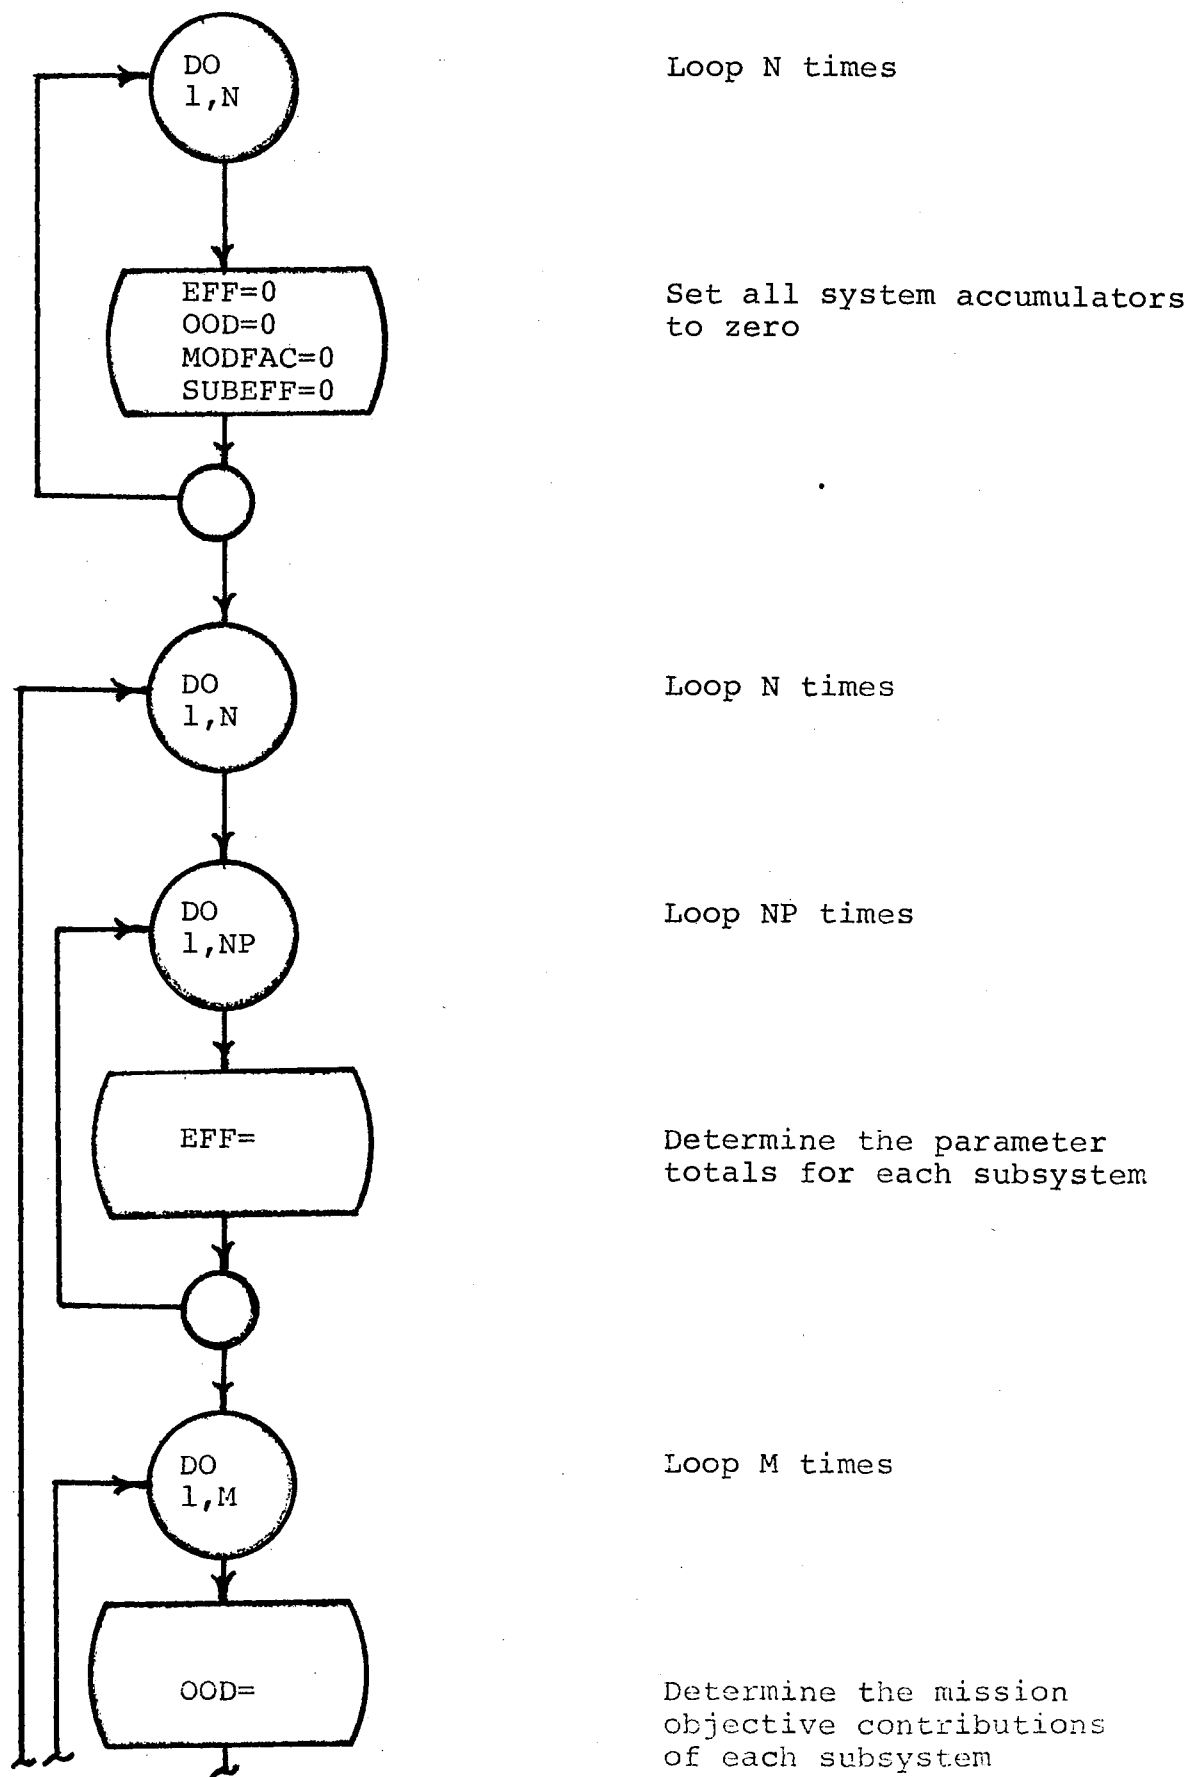 DO
1,N
Loop N times
EFF=0
OOD=0
MODFAC=0
SUBEFF=0
Set all system accumulators
to zero
DO
1,N
Loop N times
DO
1,NP
Loop NP times
EFF=
Determine the parameter
totals for each subsystem
DO
1,M
Loop M times
OOD=
Determine the mission
objective contributions
of each subsystem